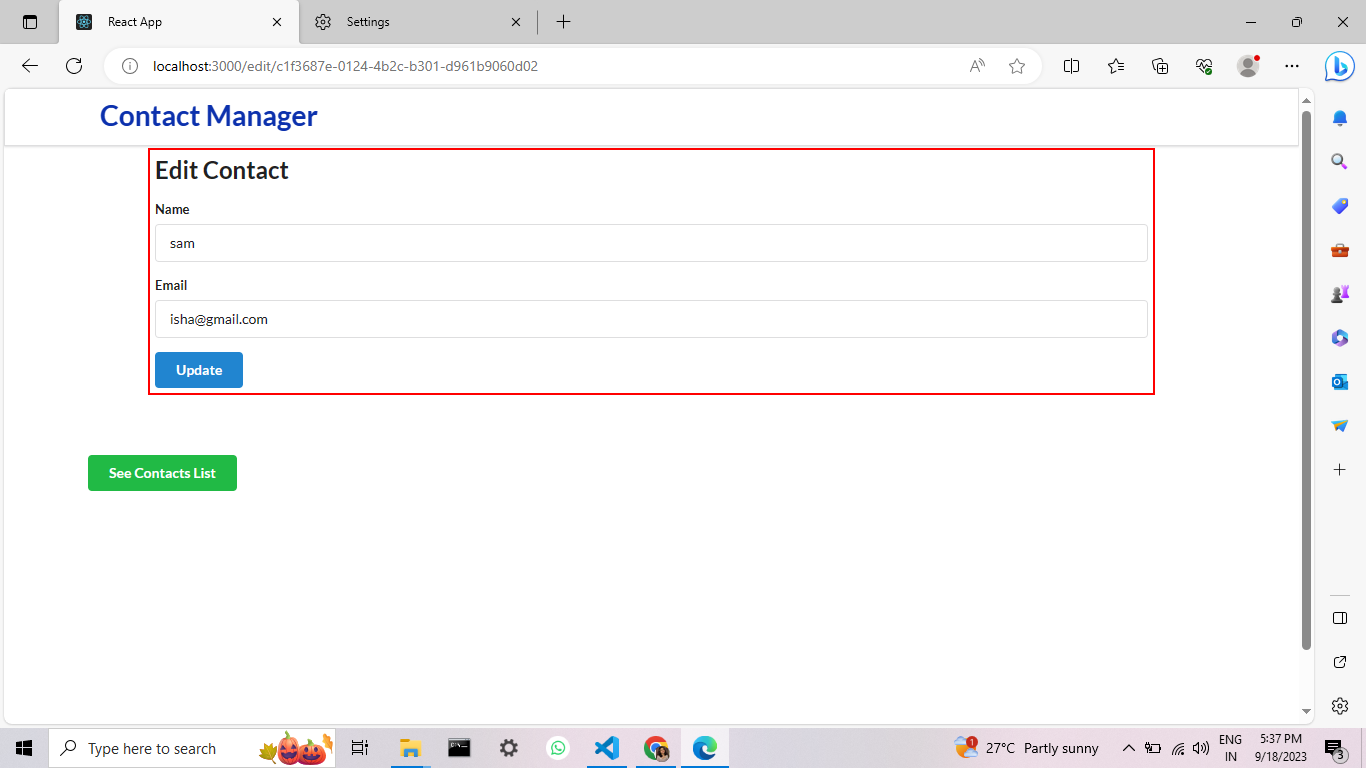 React App
Settings
localhost:3000/edit/c1f3687e-0124-4b2c-b301-d961b9060d02
Contact Manager
Edit Contact
Name
sam
Email
isha@gmail.com
Update
See Contacts List
Type here to search
27°C Partly sunny
ENG
IN
5:37 PM
9/18/2023
1
3